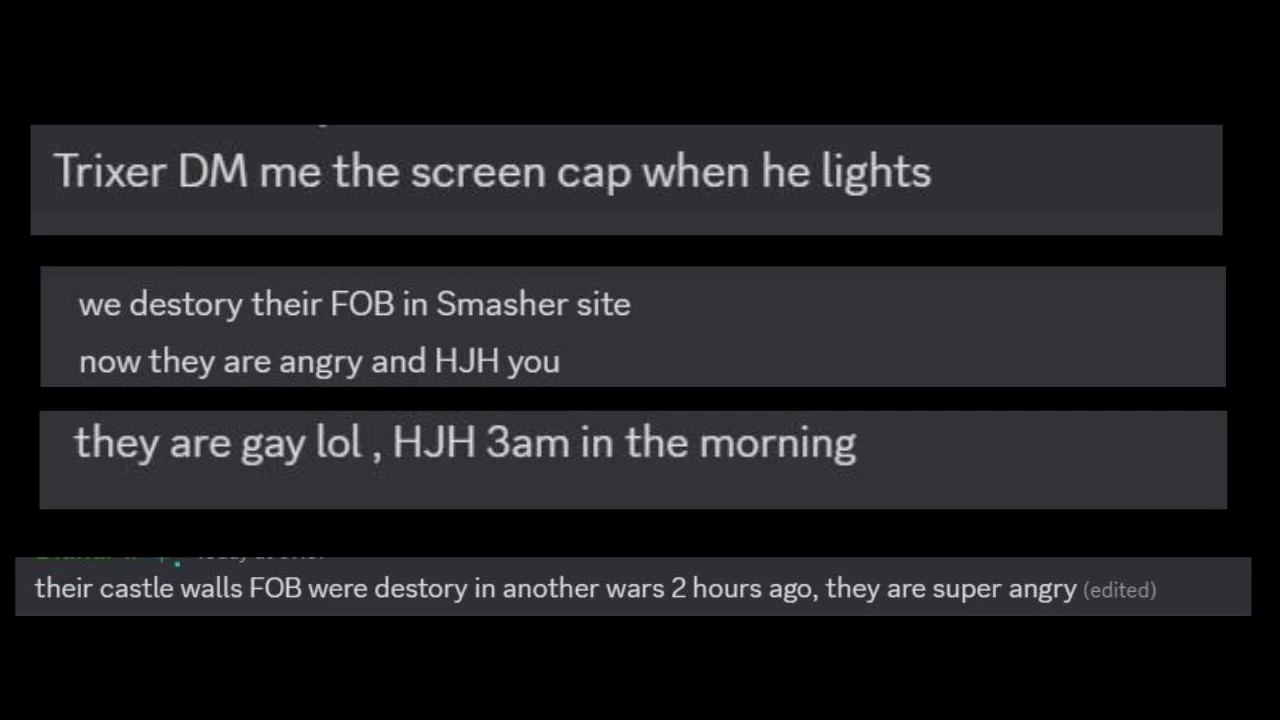 Trixer DM me the screen cap when he lights
we destory their FOB in Smasher site
now they are angry and HJH you
they are gay lol , HJH 3am in the morning
their castle walls FOB were destory in another wars 2 hours ago, they are super angry (edited)